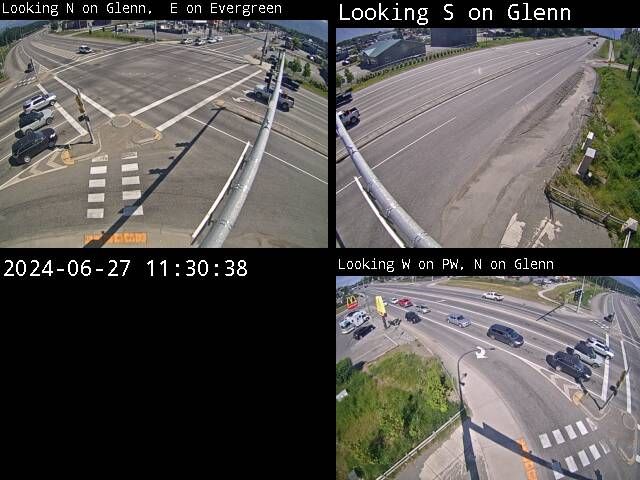 Looking N on Glenn,  E on Evergreen
Looking S on Glenn
2024-06-27 11:30:38
Looking W on PW, N on Glenn